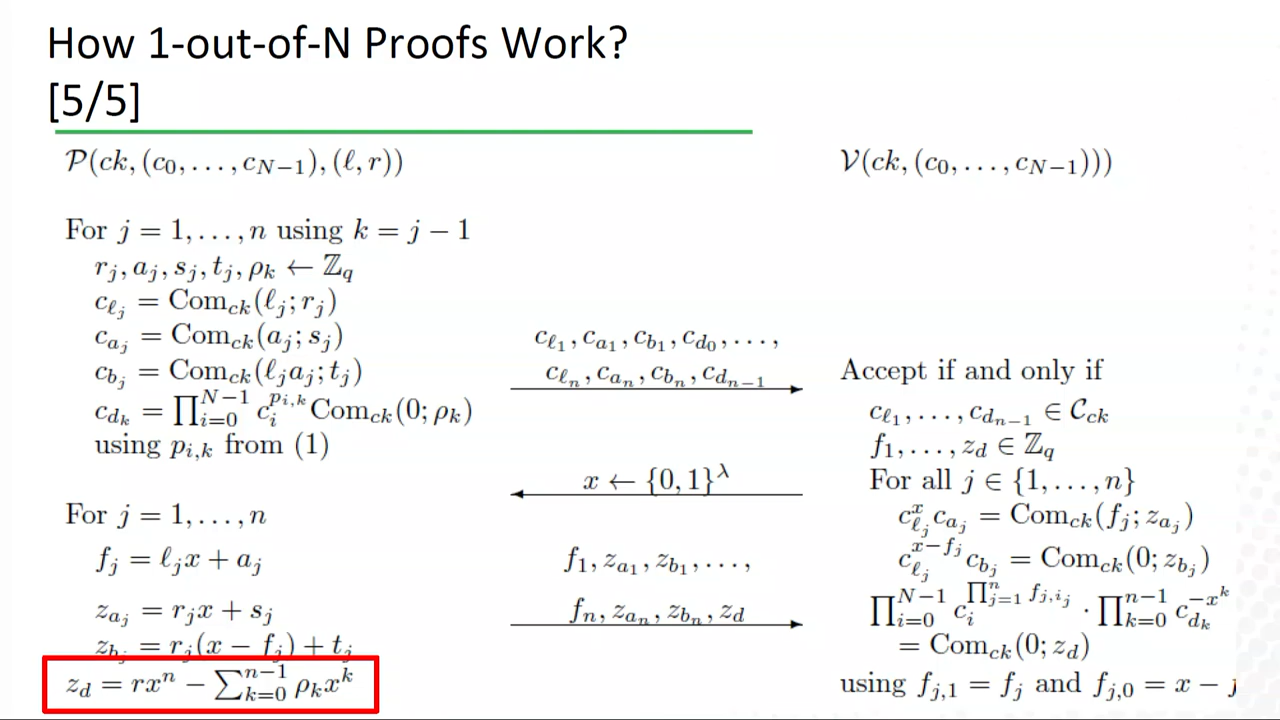 How 1-out-of-N Proofs Work?
[5/5]
𝒫(ck, (c₀, …, c_{N−1}), (ℓ, r))
𝒱(ck, (c₀, …, c_{N−1})))
For j = 1, …, n using k = j − 1
r_j, a_j, s_j, t_j, ρ_k ← ℤ_q
c_{ℓ_j} = Com_{ck}(ℓ_j; r_j)
c_{a_j} = Com_{ck}(a_j; s_j)
c_{b_j} = Com_{ck}(ℓ_j a_j; t_j)
c_{d_k} = ∏_{i=0}^{N−1} c_i^{p_{i,k}} Com_{ck}(0; ρ_k)
using p_{i,k} from (1)
For j = 1, …, n
f_j = ℓ_j x + a_j
z_{a_j} = r_j x + s_j
z_{b_j} = r_j(x − f_j) + t_j
z_d = rx^n − ∑_{k=0}^{n−1} ρ_k x^k
c_{ℓ_1}, c_{a_1}, c_{b_1}, c_{d_0}, …,
c_{ℓ_n}, c_{a_n}, c_{b_n}, c_{d_{n−1}}
x ← {0, 1}^λ
f_1, z_{a_1}, z_{b_1}, …,
f_n, z_{a_n}, z_{b_n}, z_d
Accept if and only if
c_{ℓ_1}, …, c_{d_{n−1}} ∈ 𝒞_{ck}
f_1, …, z_d ∈ ℤ_q
For all j ∈ {1, …, n}
c_{ℓ_j}^x c_{a_j} = Com_{ck}(f_j; z_{a_j})
c_{ℓ_j}^{x−f_j} c_{b_j} = Com_{ck}(0; z_{b_j})
∏_{i=0}^{N−1} c_i^{∏_{j=1}^{n} f_{j,i_j}} · ∏_{k=0}^{n−1} c_{d_k}^{−x^k}
= Com_{ck}(0; z_d)
using f_{j,1} = f_j and f_{j,0} = x −